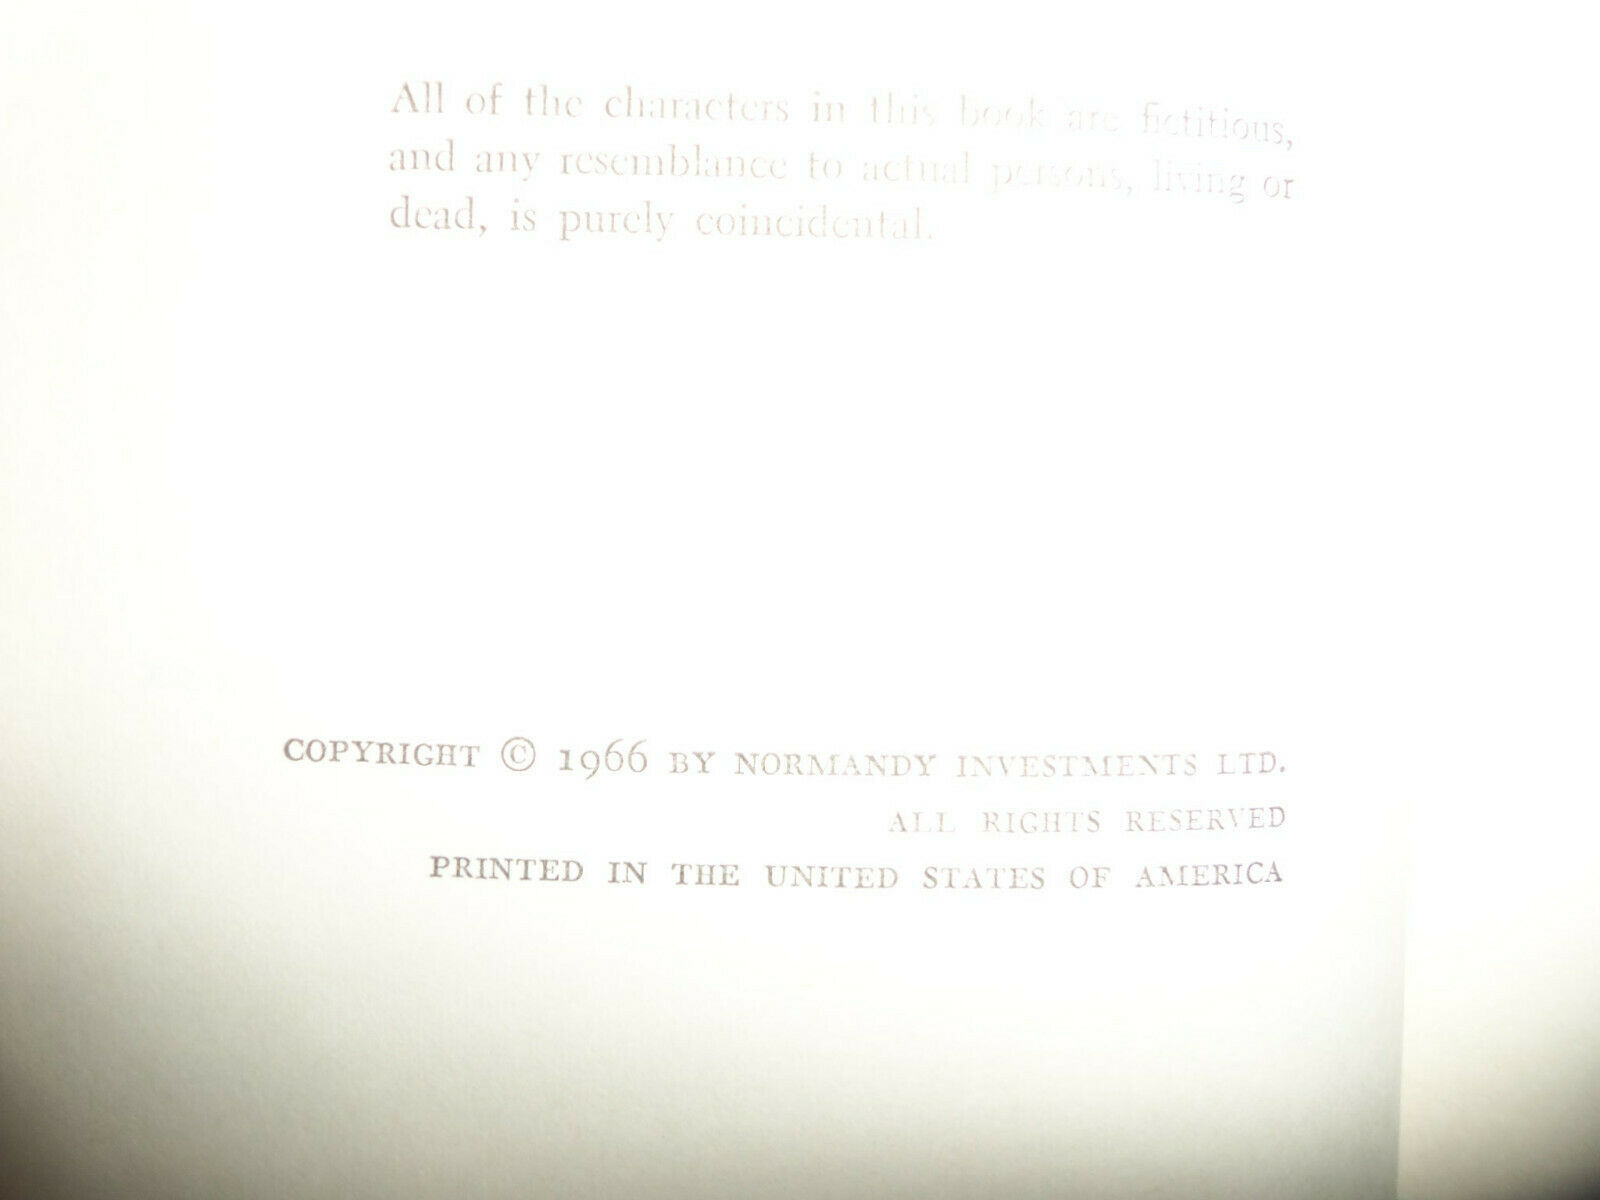 All of the characters in this book are fictitious,
and any resemblance to actual persons, living or
dead, is purely coincidental.
COPYRIGHT © 1966 BY NORMANDY INVESTMENTS LTD.
ALL RIGHTS RESERVED
PRINTED IN THE UNITED STATES OF AMERICA